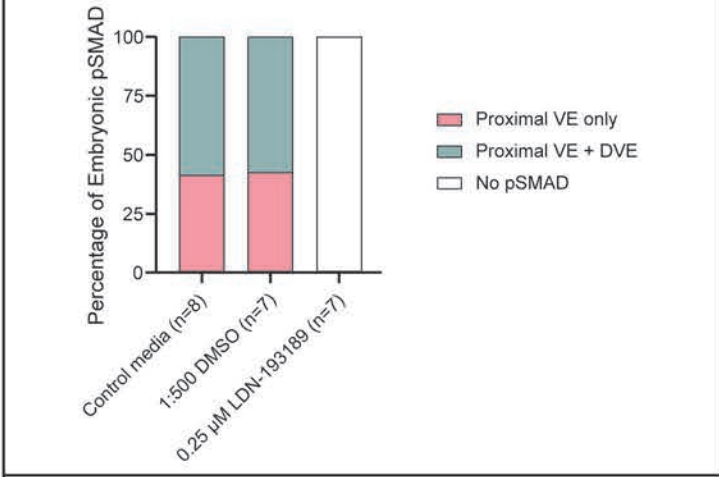 Percentage of Embryonic pSMAD
100
75
50
25
0
Control media (n=8)
1:500 DMSO (n=7)
0.25 µM LDN-193189 (n=7)
Proximal VE only
Proximal VE + DVE
No pSMAD